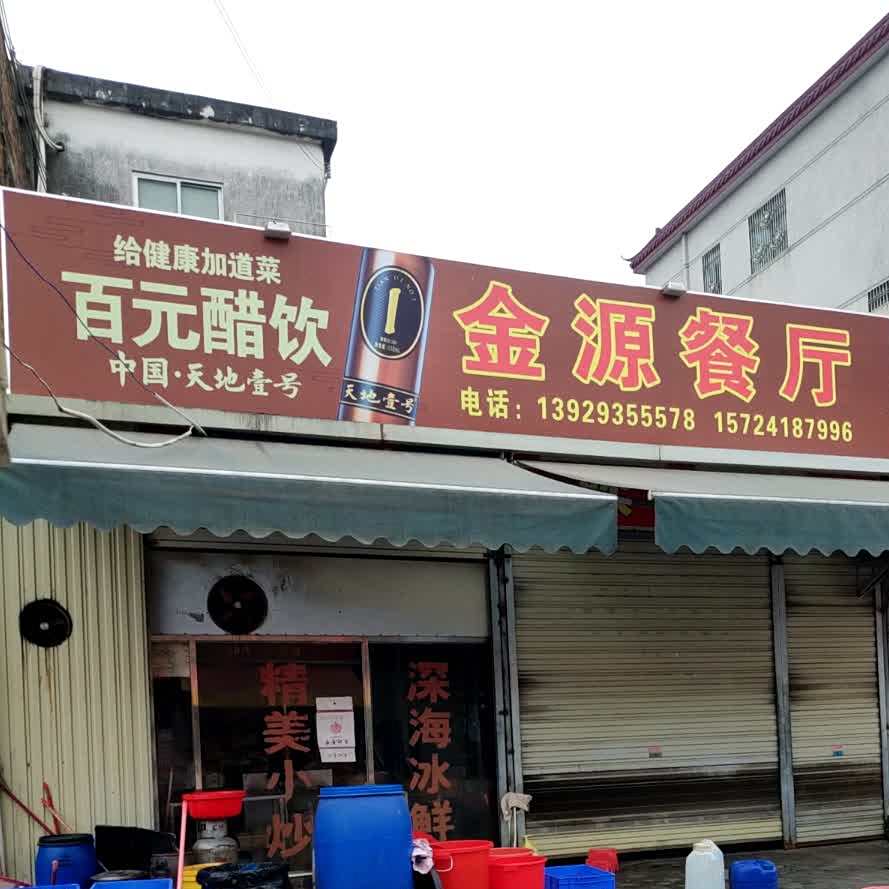 给健康加道菜
百元醋饮
中国·天地壹号
天地壹号
金源餐厅
电话：13929355578 15724187996
精美小炒
深海冰鲜